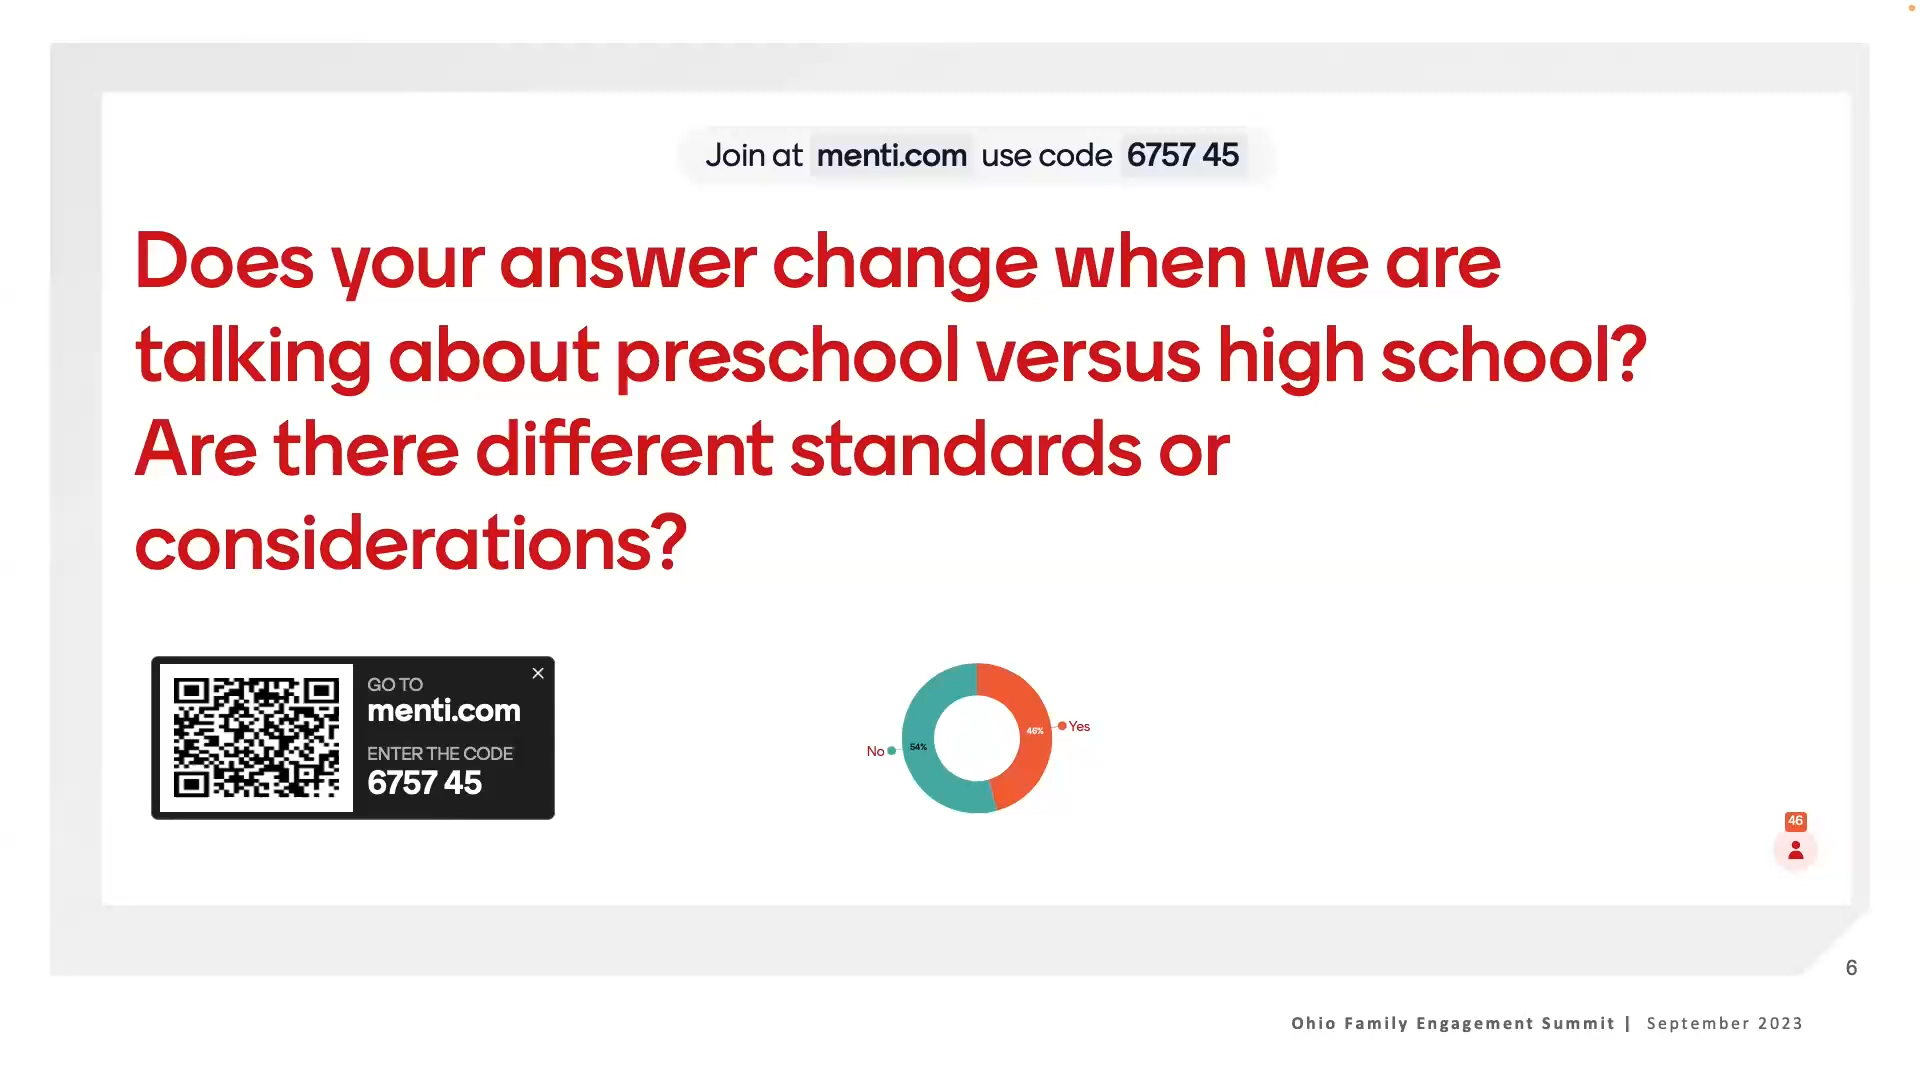 Join at menti.com use code 6757 45
Does your answer change when we are
talking about preschool versus high school?
Are there different standards or
considerations?
GO TO
menti.com
ENTER THE CODE
6757 45
46%
Yes
No
54%
46
6
Ohio Family Engagement Summit | September 2023